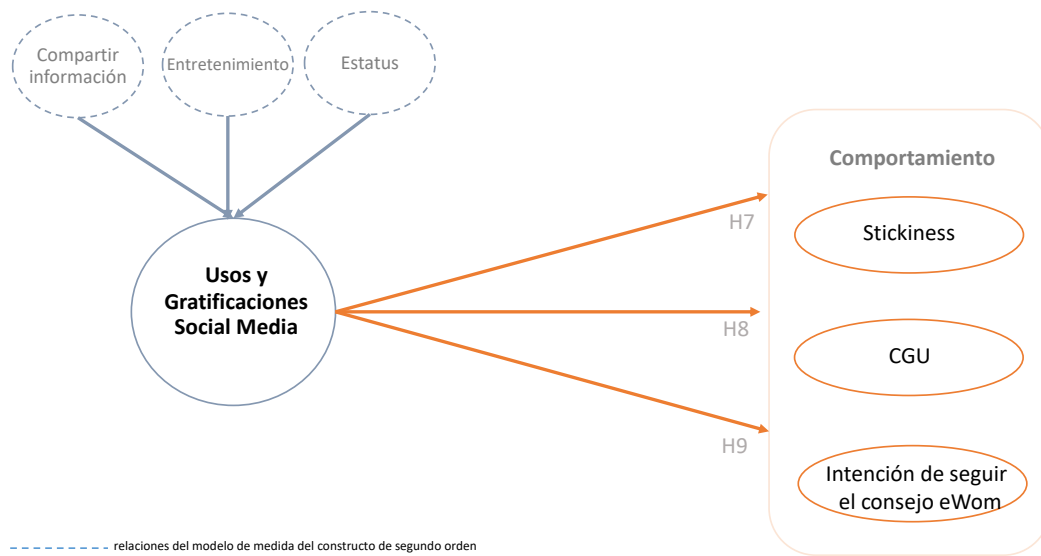 Compartir
información
Entretenimiento
Estatus
Usos y
Gratificaciones
Social Media
H7
H8
H9
Comportamiento
Stickiness
CGU
Intención de seguir
el consejo eWom
relaciones del modelo de medida del constructo de segundo orden